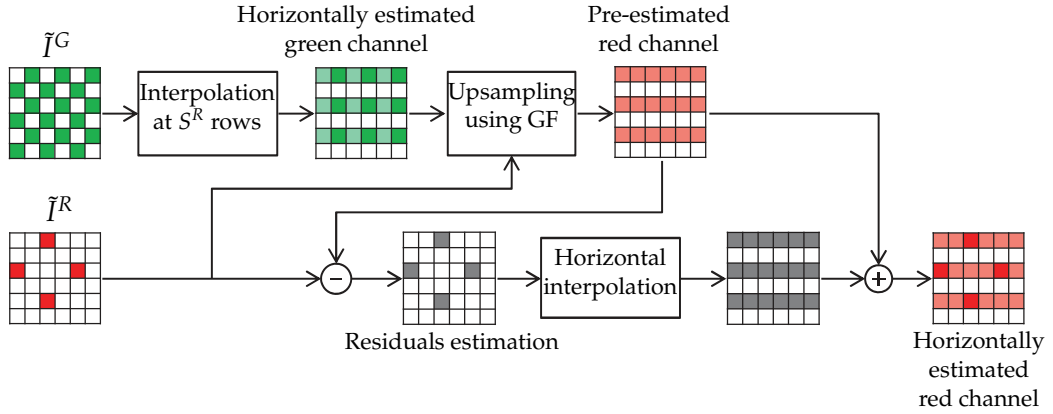 Ĩ^G
Horizontally estimated
green channel
Pre-estimated
red channel
Interpolation
at S^R rows
Upsampling
using GF
Ĩ^R
−
Horizontal
interpolation
+
Residuals estimation
Horizontally
estimated
red channel